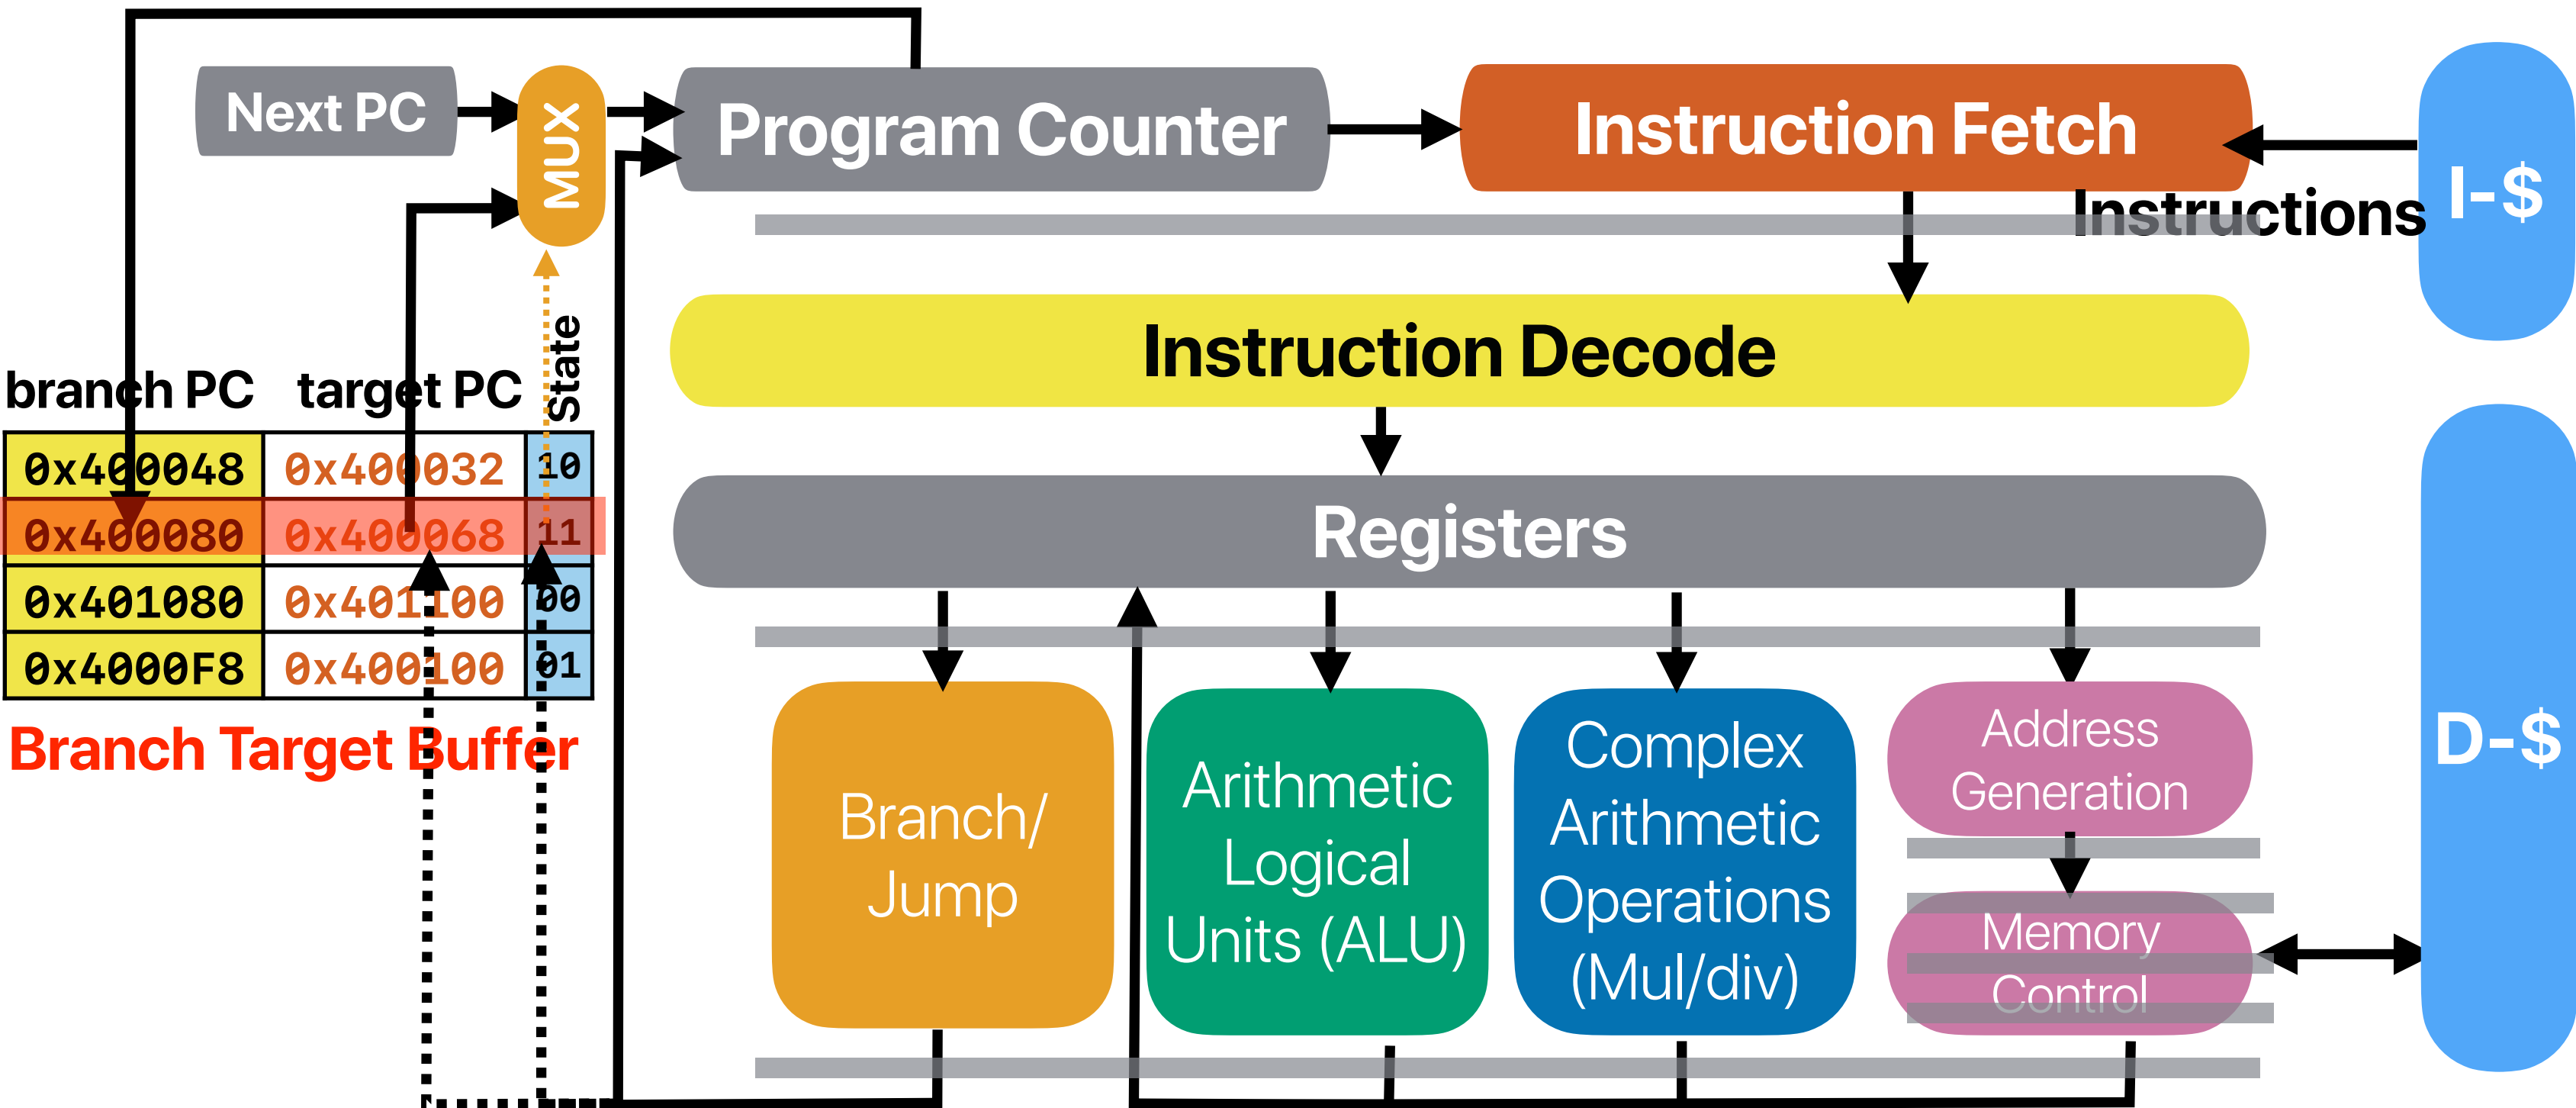 Next PC
MUX
Program Counter
Instruction Fetch
I-$
Instructions
Instruction Decode
branch PC target PC State
0x400048 0x400032 10
0x400080 0x400068 11
0x401080 0x401100 00
0x4000F8 0x400100 01
Branch Target Buffer
Registers
Branch/
Jump
Arithmetic
Logical
Units (ALU)
Complex
Arithmetic
Operations
(Mul/div)
Address
Generation
Memory
Control
D-$